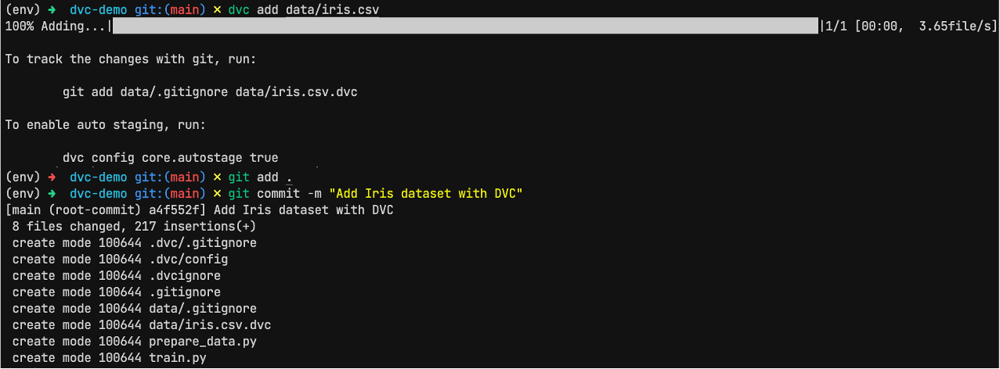 (env) ➜  dvc-demo git:(main) ✗ dvc add data/iris.csv
100% Adding...|██████████|1/1 [00:00,  3.65file/s]
To track the changes with git, run:
        git add data/.gitignore data/iris.csv.dvc
To enable auto staging, run:
        dvc config core.autostage true
(env) ➜  dvc-demo git:(main) ✗ git add .
(env) ➜  dvc-demo git:(main) ✗ git commit -m "Add Iris dataset with DVC"
[main (root-commit) a4f552f] Add Iris dataset with DVC
 8 files changed, 217 insertions(+)
 create mode 100644 .dvc/.gitignore
 create mode 100644 .dvc/config
 create mode 100644 .dvcignore
 create mode 100644 .gitignore
 create mode 100644 data/.gitignore
 create mode 100644 data/iris.csv.dvc
 create mode 100644 prepare_data.py
 create mode 100644 train.py